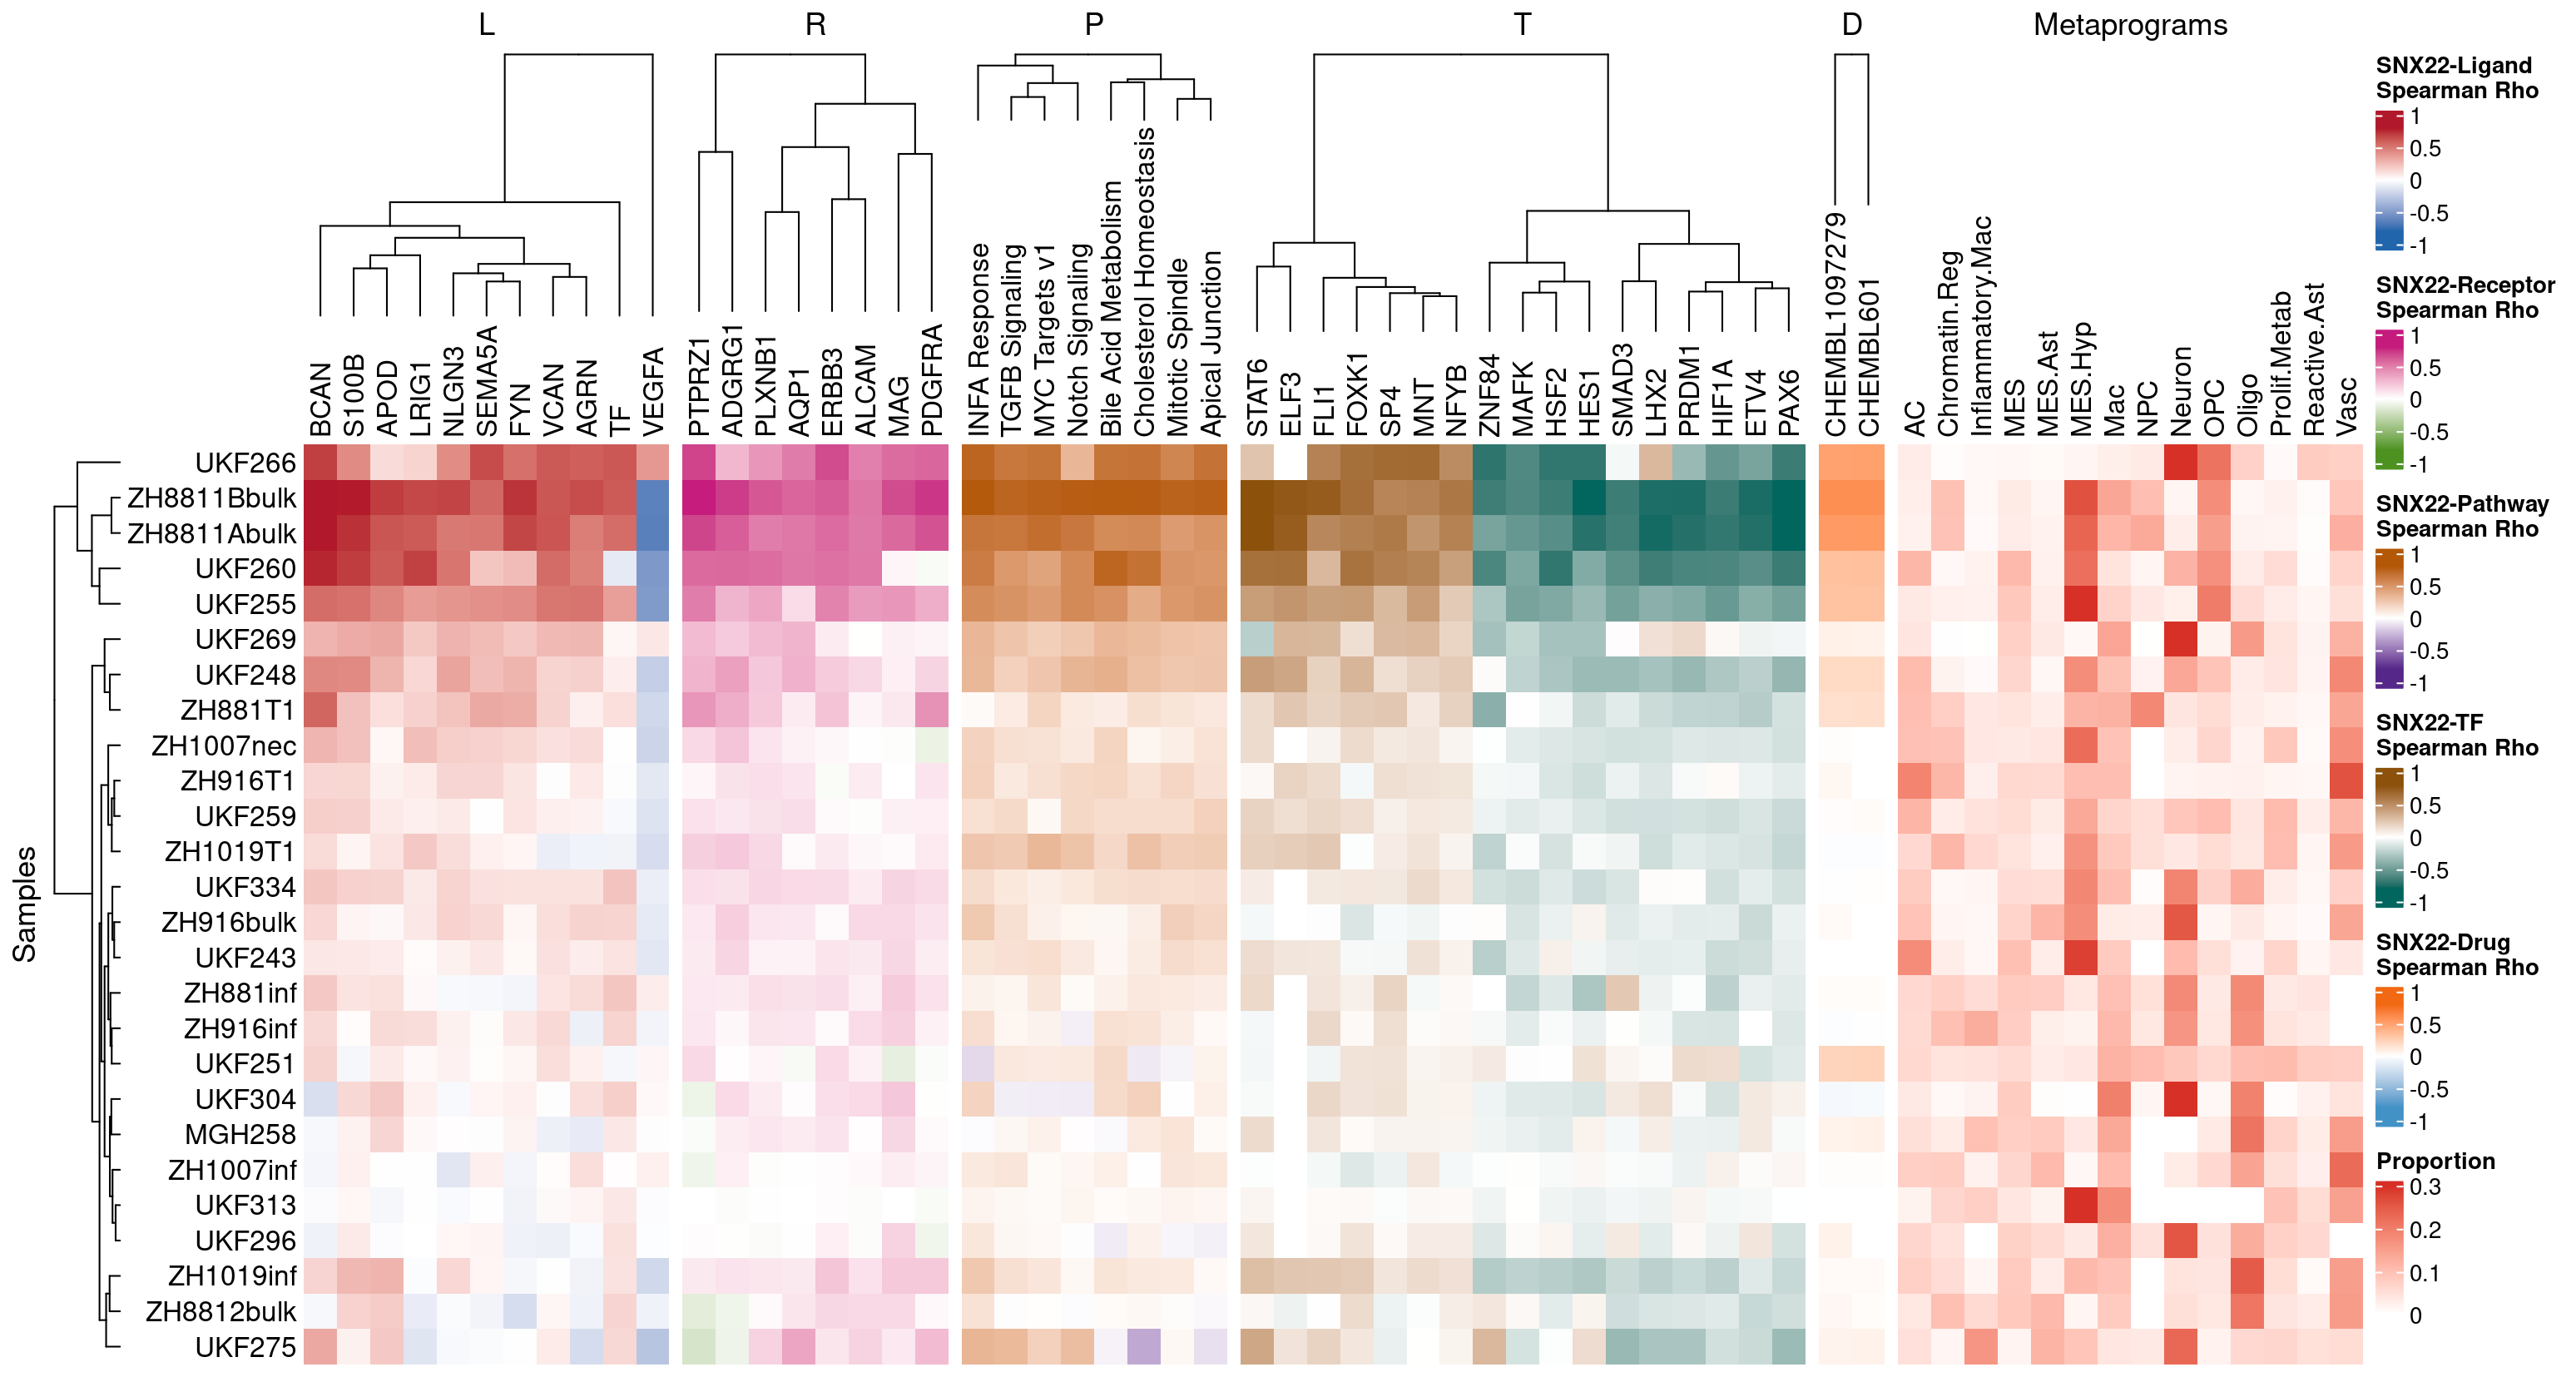 L R P T D Metaprograms
BCAN S100B APOD LRIG1 NLGN3 SEMA5A FYN VCAN AGRN TF VEGFA
PTPRZ1 ADGRG1 PLXNB1 AQP1 ERBB3 ALCAM MAG PDGFRA
INFA Response
TGFB Signaling
MYC Targets v1
Notch Signaling
Bile Acid Metabolism
Cholesterol Homeostasis
Mitotic Spindle
Apical Junction
STAT6 ELF3 FLI1 FOXK1 SP4 MNT NFYB ZNF84 MAFK HSF2 HES1 SMAD3 LHX2 PRDM1 HIF1A ETV4 PAX6
CHEMBL1097279 CHEMBL601
AC Chromatin.Reg Inflammatory.Mac MES MES.Ast MES.Hyp Mac NPC Neuron OPC Oligo Prolif.Metab Reactive.Ast Vasc
Samples
UKF266
ZH8811Bbulk
ZH8811Abulk
UKF260
UKF255
UKF269
UKF248
ZH881T1
ZH1007nec
ZH916T1
UKF259
ZH1019T1
UKF334
ZH916bulk
UKF243
ZH881inf
ZH916inf
UKF251
UKF304
MGH258
ZH1007inf
UKF313
UKF296
ZH1019inf
ZH8812bulk
UKF275
SNX22-Ligand
Spearman Rho
1
0.5
0
-0.5
-1
SNX22-Receptor
Spearman Rho
1
0.5
0
-0.5
-1
SNX22-Pathway
Spearman Rho
1
0.5
0
-0.5
-1
SNX22-TF
Spearman Rho
1
0.5
0
-0.5
-1
SNX22-Drug
Spearman Rho
1
0.5
0
-0.5
-1
Proportion
0.3
0.2
0.1
0